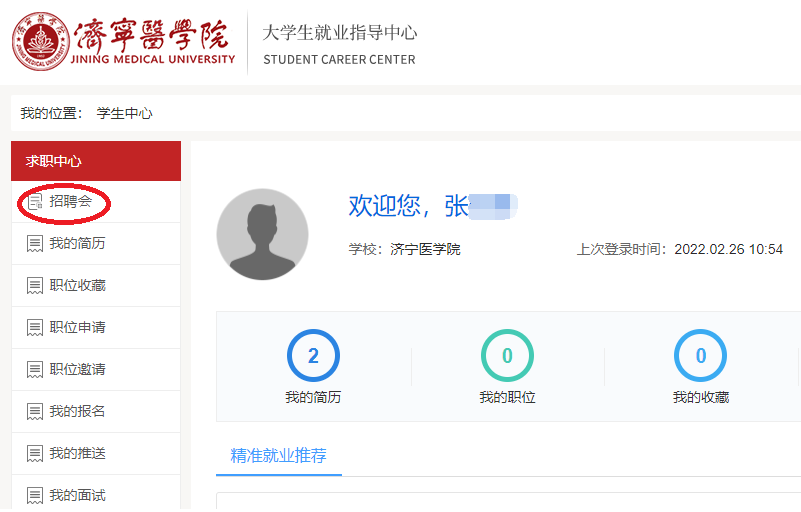 濟寧醫學院
JINING MEDICAL UNIVERSITY
大学生就业指导中心
STUDENT CAREER CENTER
我的位置： 学生中心
求职中心
招聘会
我的简历
职位收藏
职位申请
职位邀请
我的报名
我的推送
我的面试
欢迎您，张
学校：济宁医学院
上次登录时间：2022.02.26 10:54
2
我的简历
0
我的职位
0
我的收藏
精准就业推荐